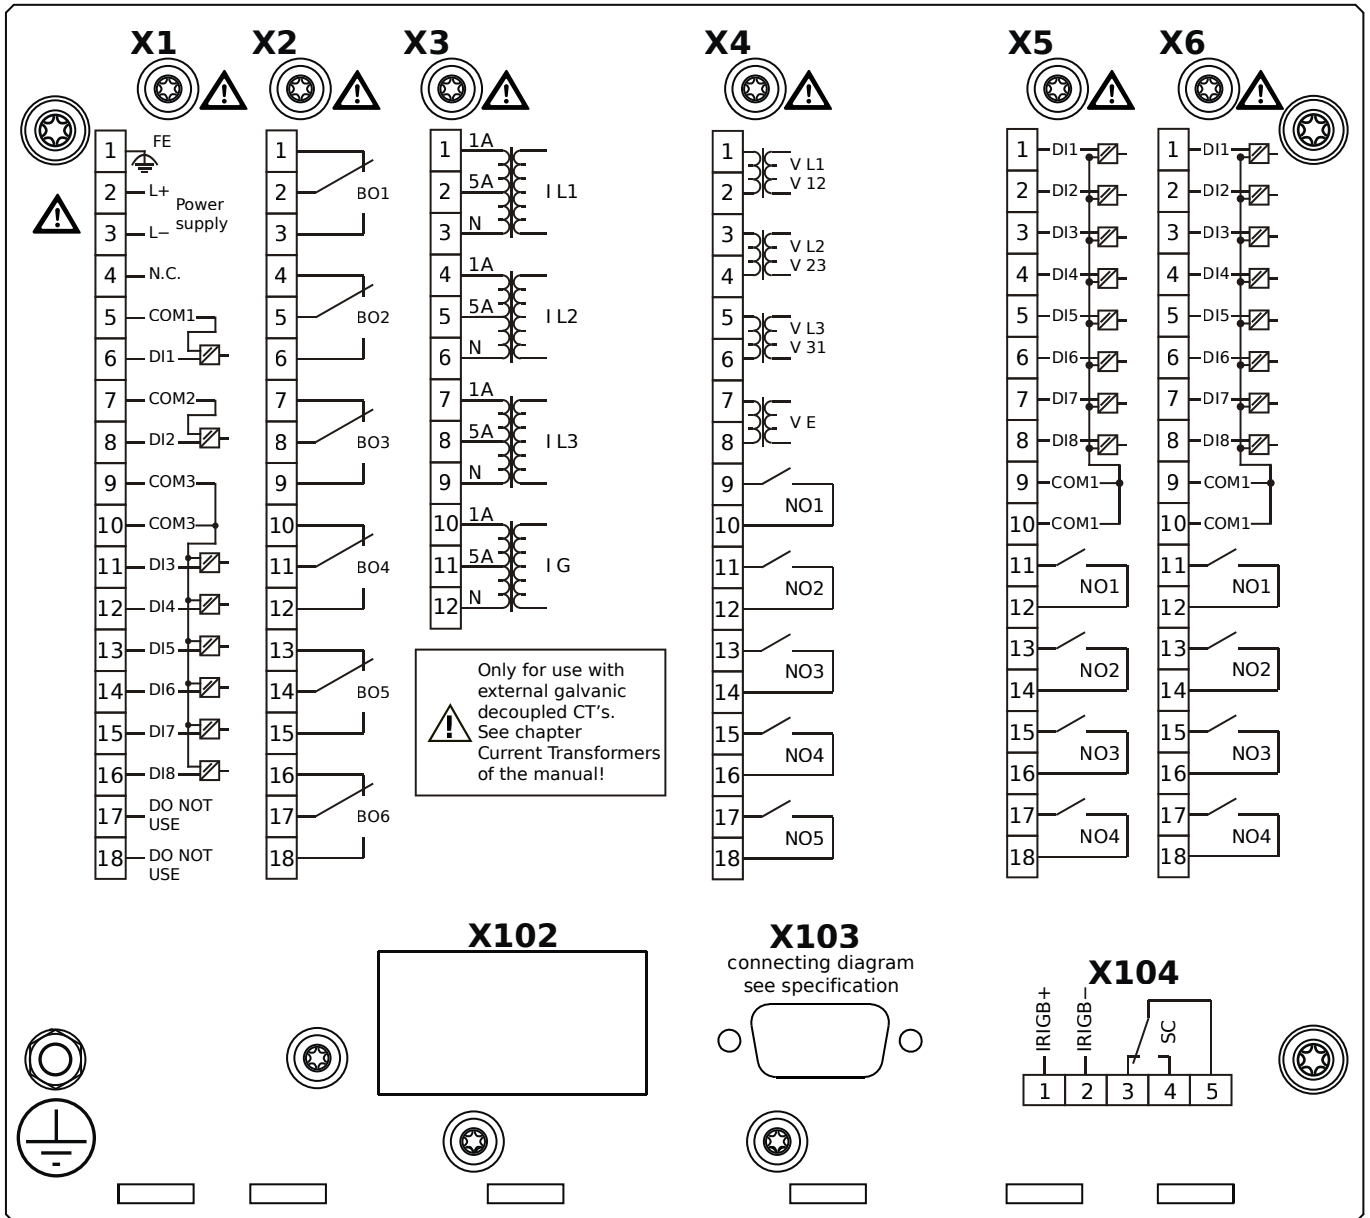 X1
X2
X3
X4
X5
X6
1
FE
2
L+
Power
supply
3
L−
4
N.C.
5
COM1
6
DI1
7
COM2
8
DI2
9
COM3
10
COM3
11
DI3
12
DI4
13
DI5
14
DI6
15
DI7
16
DI8
17
DO NOT
USE
18
DO NOT
USE
1
2
BO1
3
4
5
BO2
6
7
8
BO3
9
10
11
BO4
12
13
14
BO5
15
16
17
BO6
18
1
1A
2
5A
I L1
3
N
4
1A
5
5A
I L2
6
N
7
1A
8
5A
I L3
9
N
10
1A
11
5A
I G
12
N
Only for use with
external galvanic
decoupled CT's.
See chapter
Current Transformers
of the manual!
1
V L1
V 12
2
3
V L2
V 23
4
5
V L3
V 31
6
7
V E
8
9
NO1
10
11
NO2
12
13
NO3
14
15
NO4
16
17
NO5
18
1
DI1
2
DI2
3
DI3
4
DI4
5
DI5
6
DI6
7
DI7
8
DI8
9
COM1
10
COM1
11
NO1
12
13
NO2
14
15
NO3
16
17
NO4
18
1
DI1
2
DI2
3
DI3
4
DI4
5
DI5
6
DI6
7
DI7
8
DI8
9
COM1
10
COM1
11
NO1
12
13
NO2
14
15
NO3
16
17
NO4
18
X102
X103
connecting diagram
see specification
X104
IRIGB+
IRIGB−
SC
1 2 3 4 5